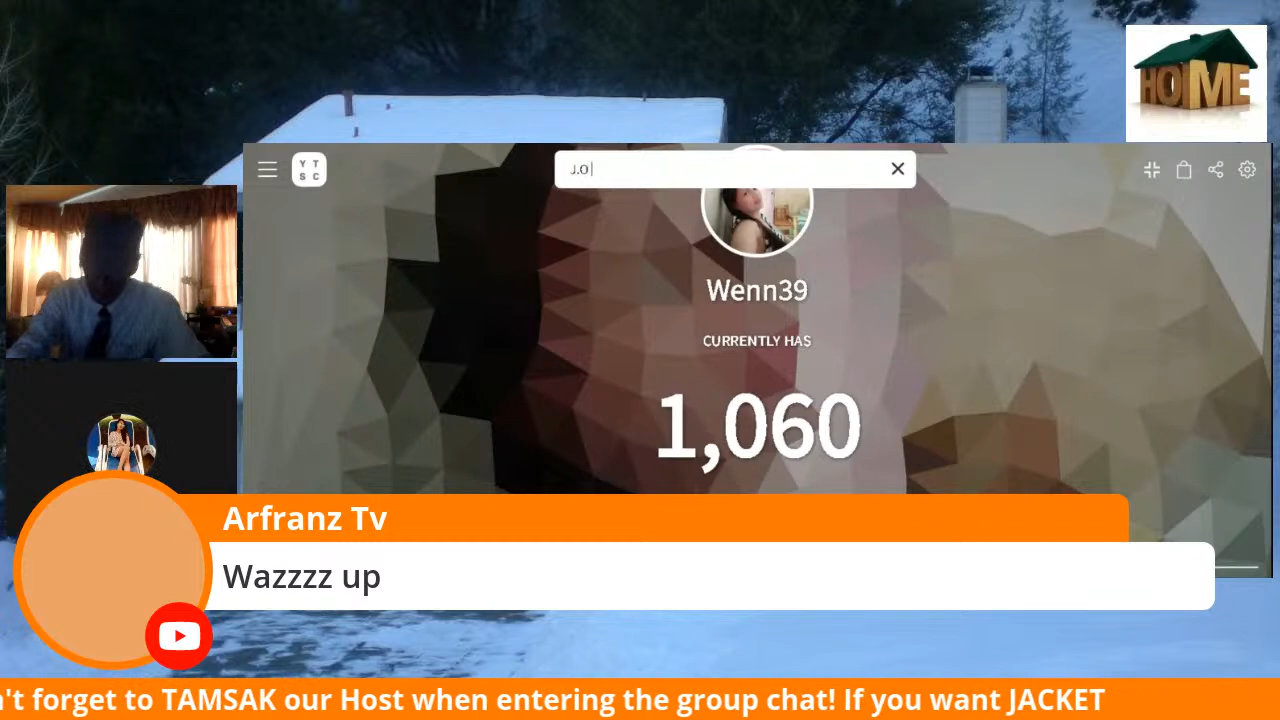 HOME
Y T
S C
J.O
Wenn39
CURRENTLY HAS
1,060
Arfranz Tv
Wazzzz up
't forget to TAMSAK our Host when entering the group chat! If you want JACKET